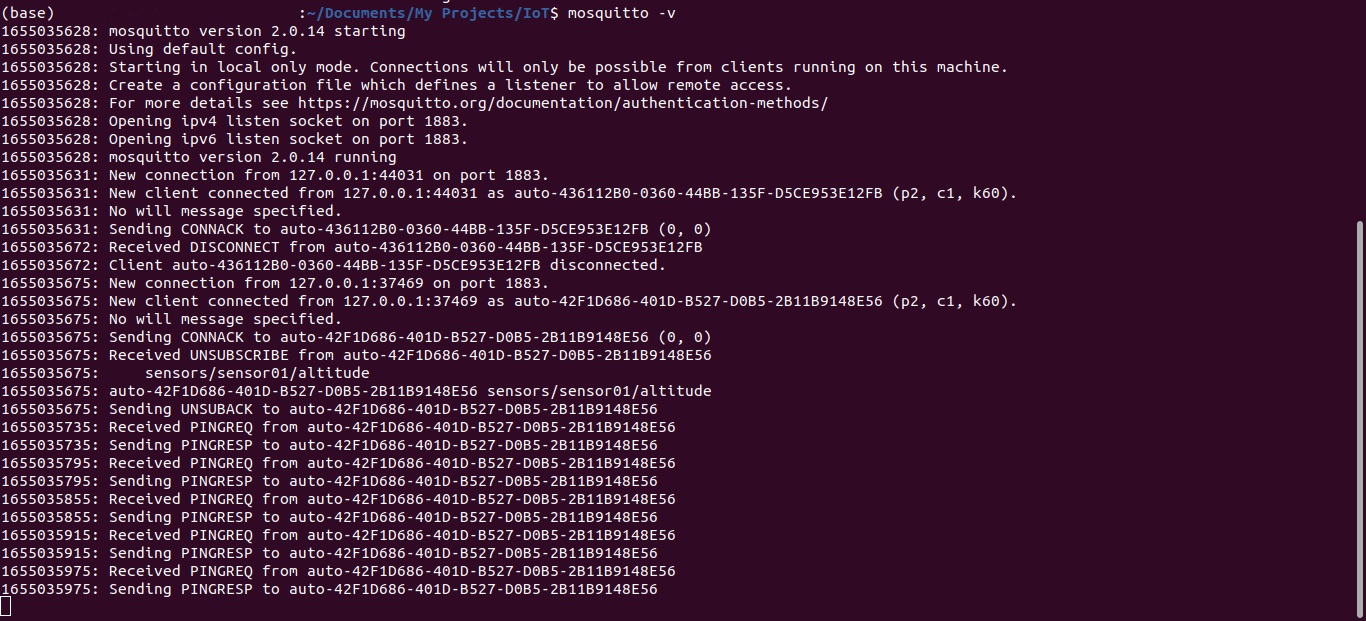 (base) :~/Documents/My Projects/IoT$ mosquitto -v
1655035628: mosquitto version 2.0.14 starting
1655035628: Using default config.
1655035628: Starting in local only mode. Connections will only be possible from clients running on this machine.
1655035628: Create a configuration file which defines a listener to allow remote access.
1655035628: For more details see https://mosquitto.org/documentation/authentication-methods/
1655035628: Opening ipv4 listen socket on port 1883.
1655035628: Opening ipv6 listen socket on port 1883.
1655035628: mosquitto version 2.0.14 running
1655035631: New connection from 127.0.0.1:44031 on port 1883.
1655035631: New client connected from 127.0.0.1:44031 as auto-436112B0-0360-44BB-135F-D5CE953E12FB (p2, c1, k60).
1655035631: No will message specified.
1655035631: Sending CONNACK to auto-436112B0-0360-44BB-135F-D5CE953E12FB (0, 0)
1655035672: Received DISCONNECT from auto-436112B0-0360-44BB-135F-D5CE953E12FB
1655035672: Client auto-436112B0-0360-44BB-135F-D5CE953E12FB disconnected.
1655035675: New connection from 127.0.0.1:37469 on port 1883.
1655035675: New client connected from 127.0.0.1:37469 as auto-42F1D686-401D-B527-D0B5-2B11B9148E56 (p2, c1, k60).
1655035675: No will message specified.
1655035675: Sending CONNACK to auto-42F1D686-401D-B527-D0B5-2B11B9148E56 (0, 0)
1655035675: Received UNSUBSCRIBE from auto-42F1D686-401D-B527-D0B5-2B11B9148E56
1655035675:     sensors/sensor01/altitude
1655035675: auto-42F1D686-401D-B527-D0B5-2B11B9148E56 sensors/sensor01/altitude
1655035675: Sending UNSUBACK to auto-42F1D686-401D-B527-D0B5-2B11B9148E56
1655035735: Received PINGREQ from auto-42F1D686-401D-B527-D0B5-2B11B9148E56
1655035735: Sending PINGRESP to auto-42F1D686-401D-B527-D0B5-2B11B9148E56
1655035795: Received PINGREQ from auto-42F1D686-401D-B527-D0B5-2B11B9148E56
1655035795: Sending PINGRESP to auto-42F1D686-401D-B527-D0B5-2B11B9148E56
1655035855: Received PINGREQ from auto-42F1D686-401D-B527-D0B5-2B11B9148E56
1655035855: Sending PINGRESP to auto-42F1D686-401D-B527-D0B5-2B11B9148E56
1655035915: Received PINGREQ from auto-42F1D686-401D-B527-D0B5-2B11B9148E56
1655035915: Sending PINGRESP to auto-42F1D686-401D-B527-D0B5-2B11B9148E56
1655035975: Received PINGREQ from auto-42F1D686-401D-B527-D0B5-2B11B9148E56
1655035975: Sending PINGRESP to auto-42F1D686-401D-B527-D0B5-2B11B9148E56